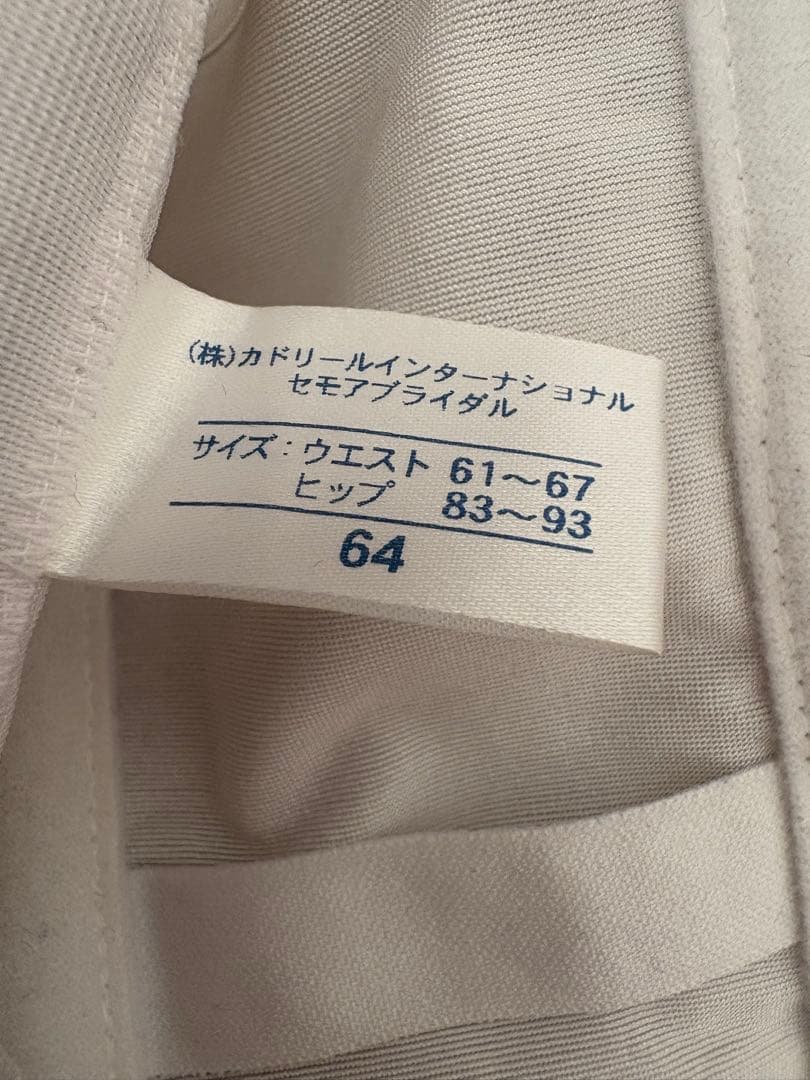 (株)カドリールインターナショナル
セモアブライダル
サイズ:ウエスト 61〜67
ヒップ 83〜93
64